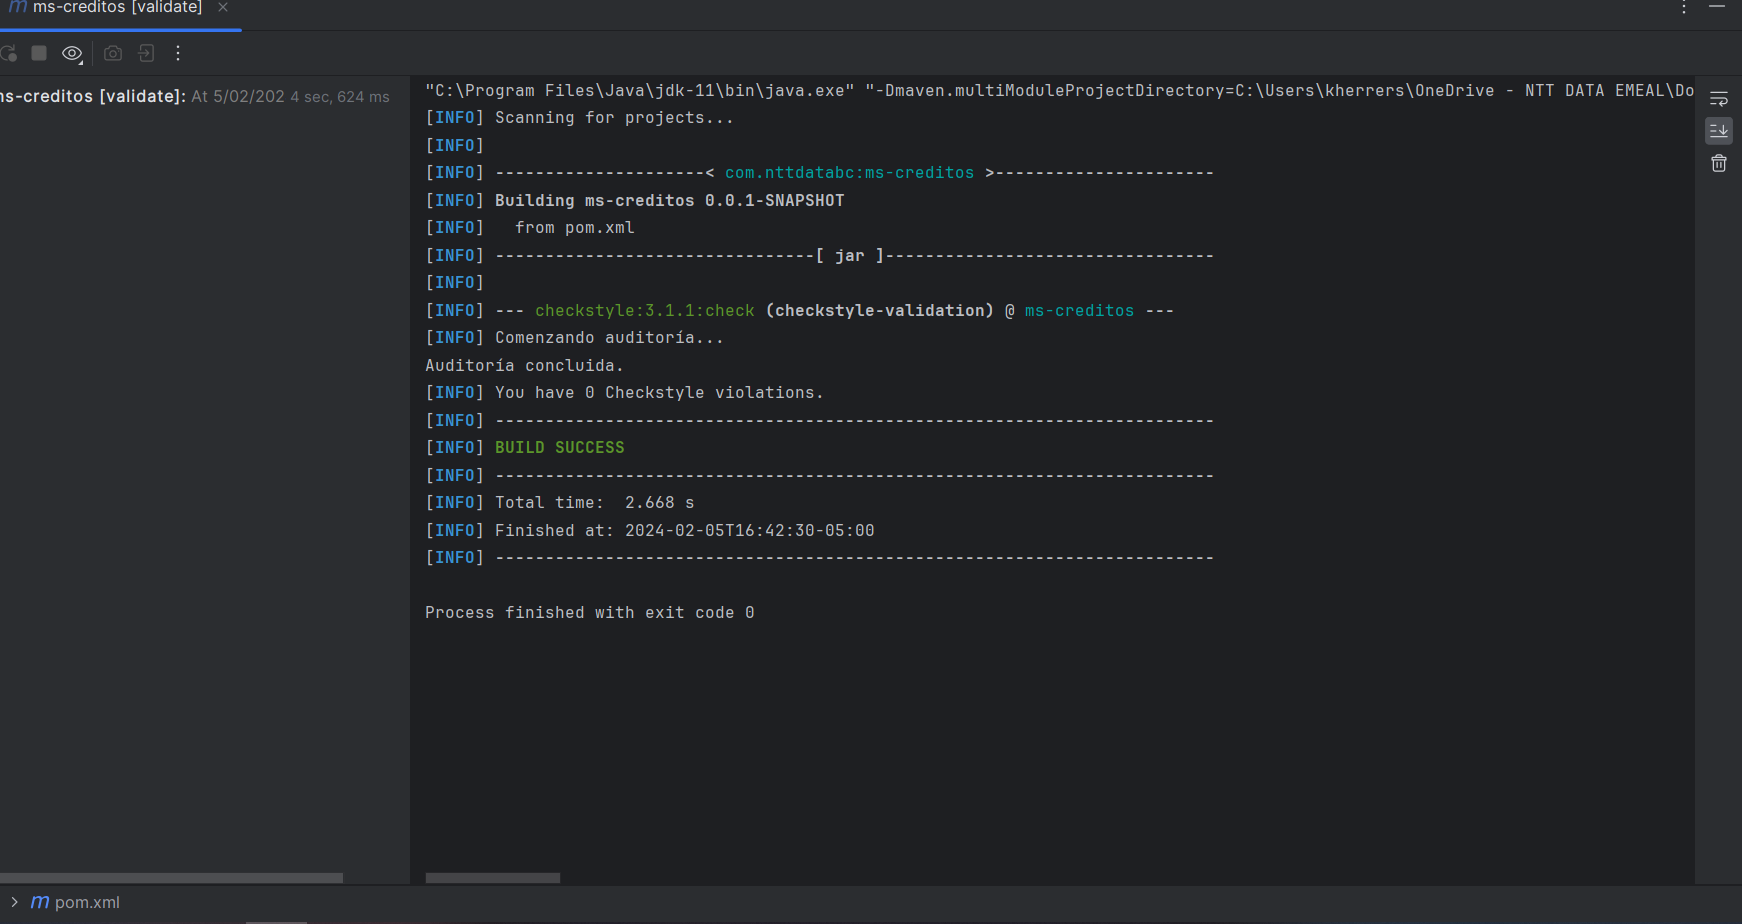 m ms-creditos [validate] ×
ms-creditos [validate]: At 5/02/202 4 sec, 624 ms
"C:\Program Files\Java\jdk-11\bin\java.exe" "-Dmaven.multiModuleProjectDirectory=C:\Users\kherrers\OneDrive - NTT DATA EMEAL\Do
[INFO] Scanning for projects...
[INFO]
[INFO] ---------------------< com.nttdatabc:ms-creditos >----------------------
[INFO] Building ms-creditos 0.0.1-SNAPSHOT
[INFO]   from pom.xml
[INFO] --------------------------------[ jar ]---------------------------------
[INFO]
[INFO] --- checkstyle:3.1.1:check (checkstyle-validation) @ ms-creditos ---
[INFO] Comenzando auditoría...
Auditoría concluida.
[INFO] You have 0 Checkstyle violations.
[INFO] ------------------------------------------------------------------------
[INFO] BUILD SUCCESS
[INFO] ------------------------------------------------------------------------
[INFO] Total time:  2.668 s
[INFO] Finished at: 2024-02-05T16:42:30-05:00
[INFO] ------------------------------------------------------------------------
Process finished with exit code 0
m pom.xml